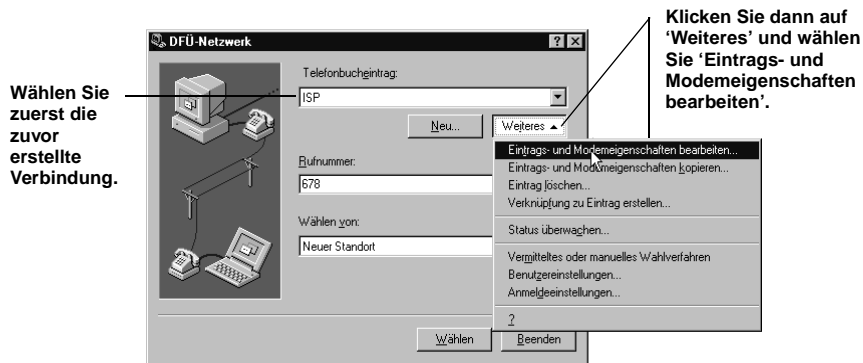 Klicken Sie dann auf
‘Weiteres’ und wählen
Sie ‘Eintrags- und
Modemeigenschaften
bearbeiten’.
Wählen Sie
zuerst die
zuvor
erstellte
Verbindung.
DFÜ-Netzwerk
Telefonbucheintrag:
ISP
Neu...
Weiteres
Rufnummer:
678
Wählen von:
Neuer Standort
Eintrags- und Modemeigenschaften bearbeiten...
Eintrags- und Modemeigenschaften kopieren...
Eintrag löschen...
Verknüpfung zu Eintrag erstellen...
Status überwachen...
Vermitteltes oder manuelles Wahlverfahren
Benutzereinstellungen...
Anmeldeeinstellungen...
?
Wählen
Beenden